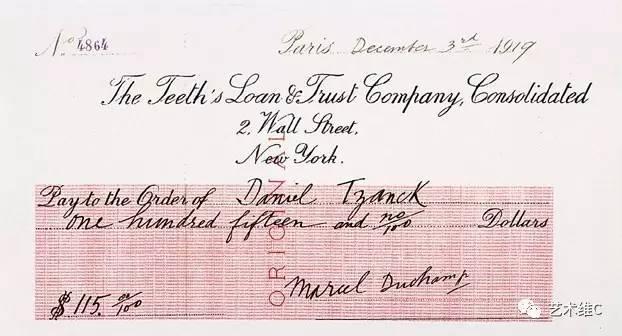 No 4864
Paris December 3rd 1919
The Teeth's Loan & Trust Company, Consolidated
2, Wall Street,
New York.
Pay to the Order of Daniel Tzanck
one hundred fifteen and no/100 Dollars
$ 115. oo/100
Marcel Duchamp
ORIGINAL
艺术维C